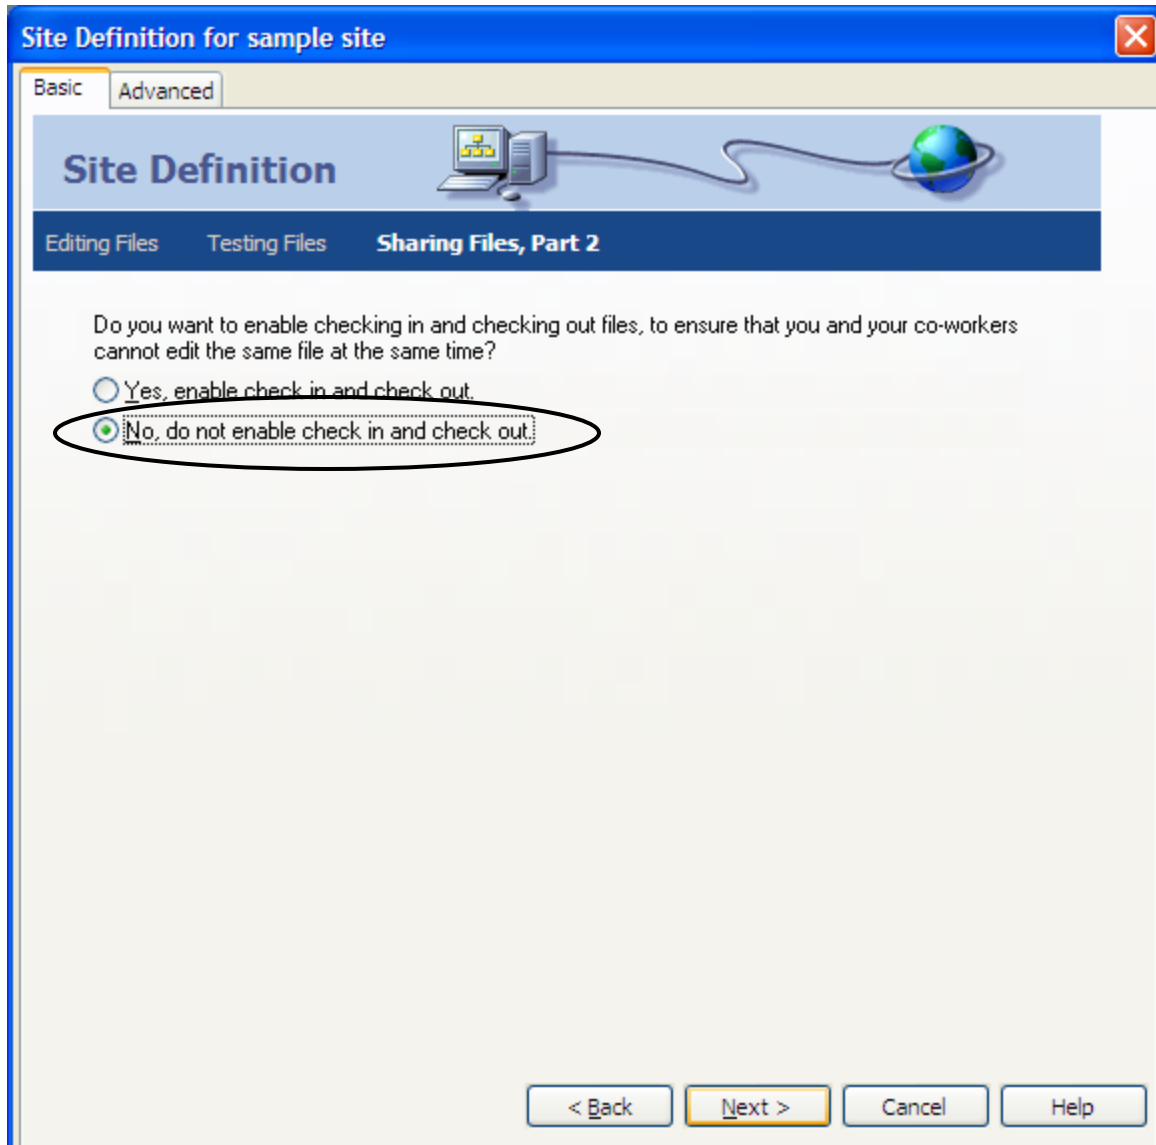 Site Definition for sample site
Basic
Advanced
Site Definition
Editing Files Testing Files Sharing Files, Part 2
Do you want to enable checking in and checking out files, to ensure that you and your co-workers
cannot edit the same file at the same time?
Yes, enable check in and check out.
No, do not enable check in and check out.
< Back Next > Cancel Help